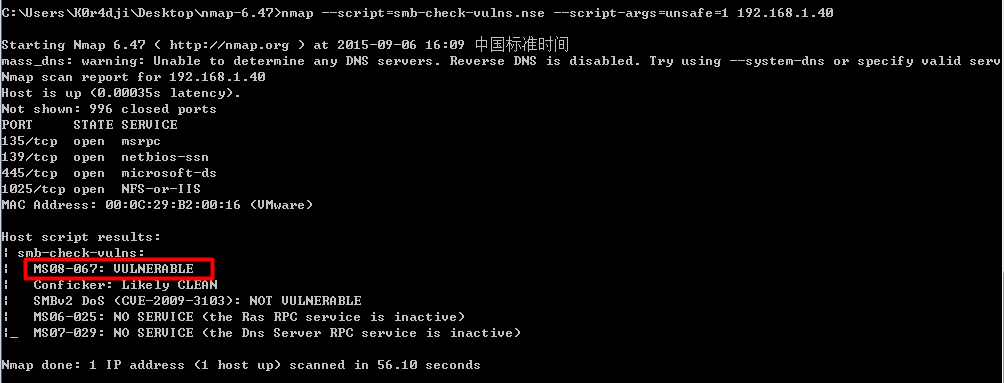 C:\Users\K0r4dji\Desktop\nmap-6.47>nmap --script=smb-check-vulns.nse --script-args=unsafe=1 192.168.1.40
Starting Nmap 6.47 ( http://nmap.org ) at 2015-09-06 16:09 中国标准时间
mass_dns: warning: Unable to determine any DNS servers. Reverse DNS is disabled. Try using --system-dns or specify valid serv
Nmap scan report for 192.168.1.40
Host is up (0.00035s latency).
Not shown: 996 closed ports
PORT     STATE SERVICE
135/tcp  open  msrpc
139/tcp  open  netbios-ssn
445/tcp  open  microsoft-ds
1025/tcp open  NFS-or-IIS
MAC Address: 00:0C:29:B2:00:16 (VMware)
Host script results:
| smb-check-vulns:
|   MS08-067: VULNERABLE
|   Conficker: Likely CLEAN
|   SMBv2 DoS (CVE-2009-3103): NOT VULNERABLE
|   MS06-025: NO SERVICE (the Ras RPC service is inactive)
|_  MS07-029: NO SERVICE (the Dns Server RPC service is inactive)
Nmap done: 1 IP address (1 host up) scanned in 56.10 seconds